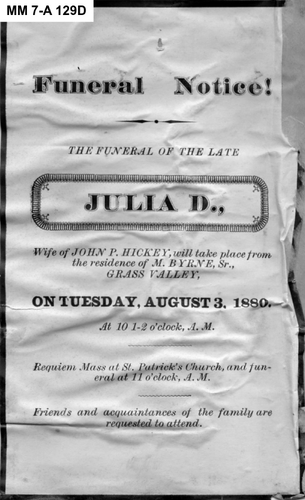 MM 7-A 129D
Funeral Notice!
THE FUNERAL OF THE LATE
JULIA D.,
Wife of JOHN P. HICKEY, will take place from
the residence of M. BYRNE, Sr.,
GRASS VALLEY,
ON TUESDAY, AUGUST 3, 1880.
At 10 1-2 o'clock, A. M.
Requiem Mass at St. Patrick's Church, and fun-
eral at 11 o'clock, A. M.
Friends and acquaintances of the family are
requested to attend.